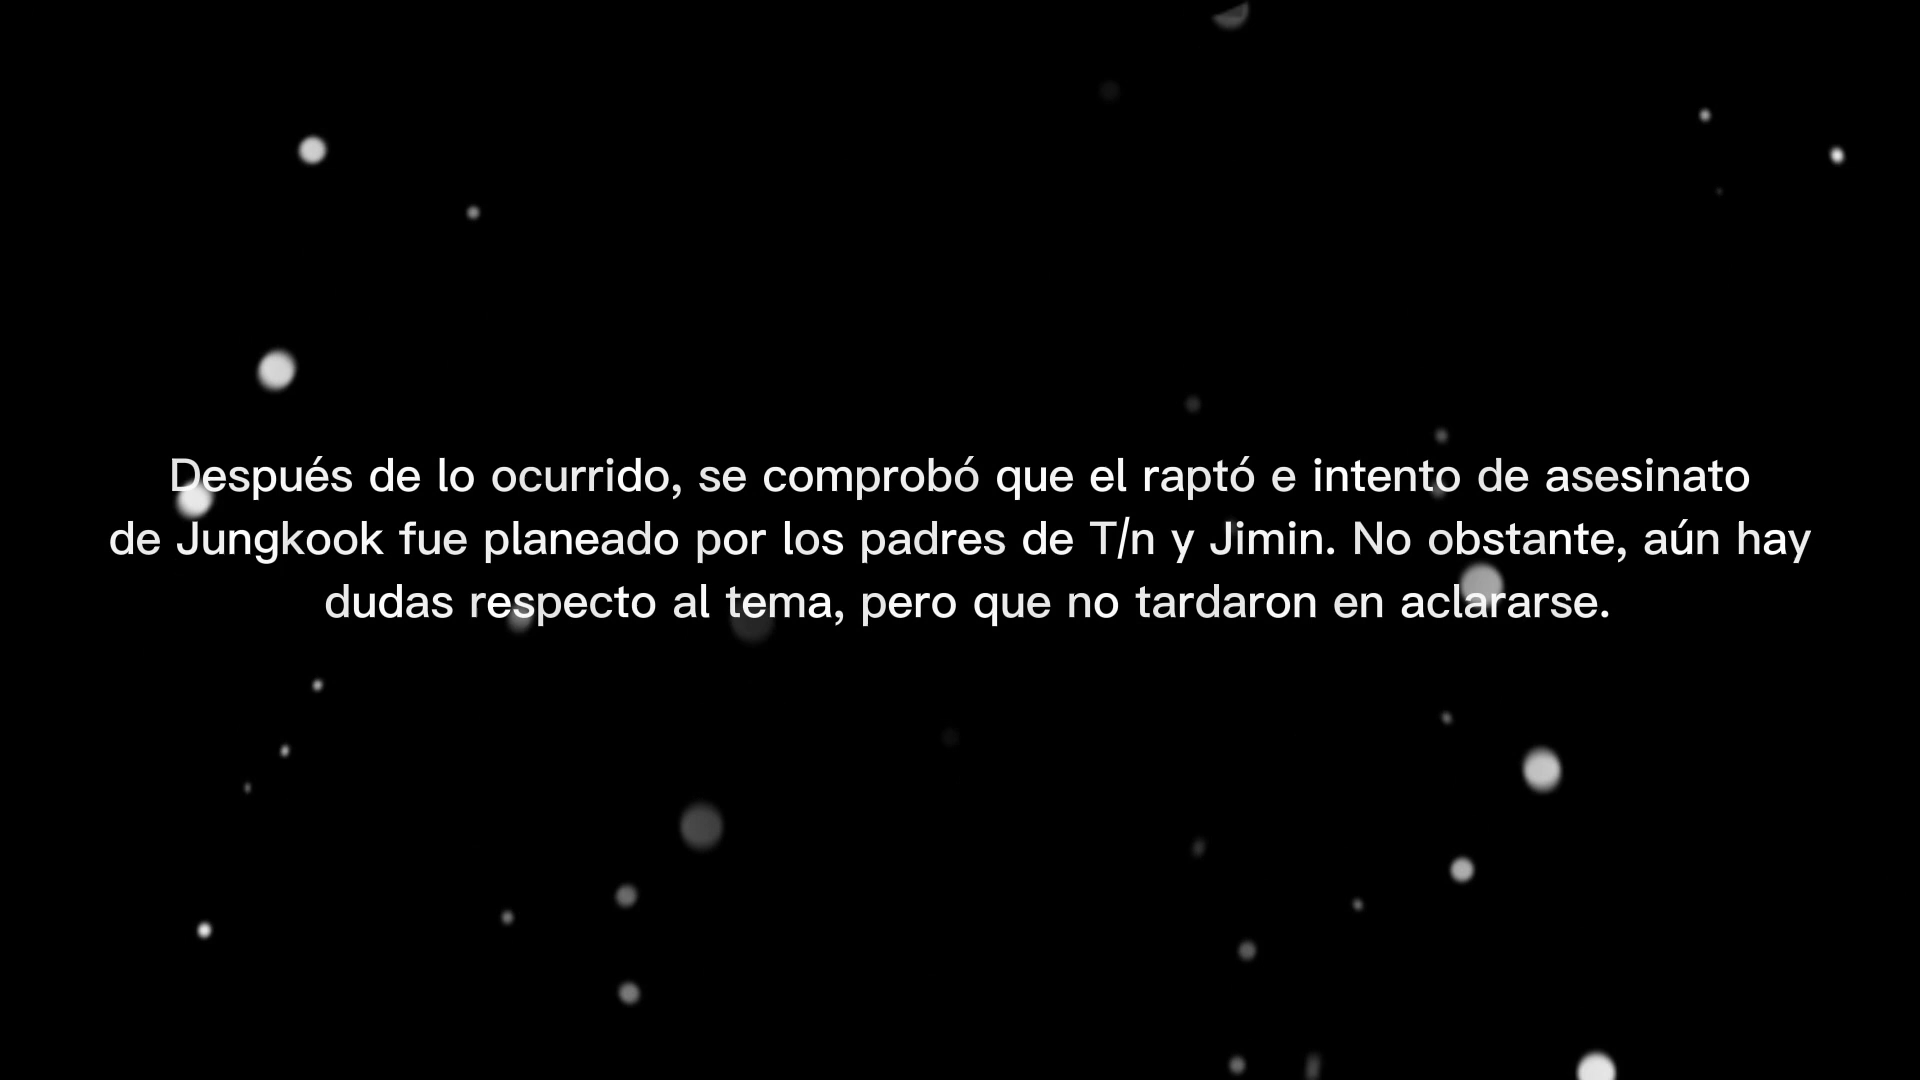 Después de lo ocurrido, se comprobó que el raptó e intento de asesinato
de Jungkook fue planeado por los padres de T/n y Jimin. No obstante, aún hay
dudas respecto al tema, pero que no tardaron en aclararse.